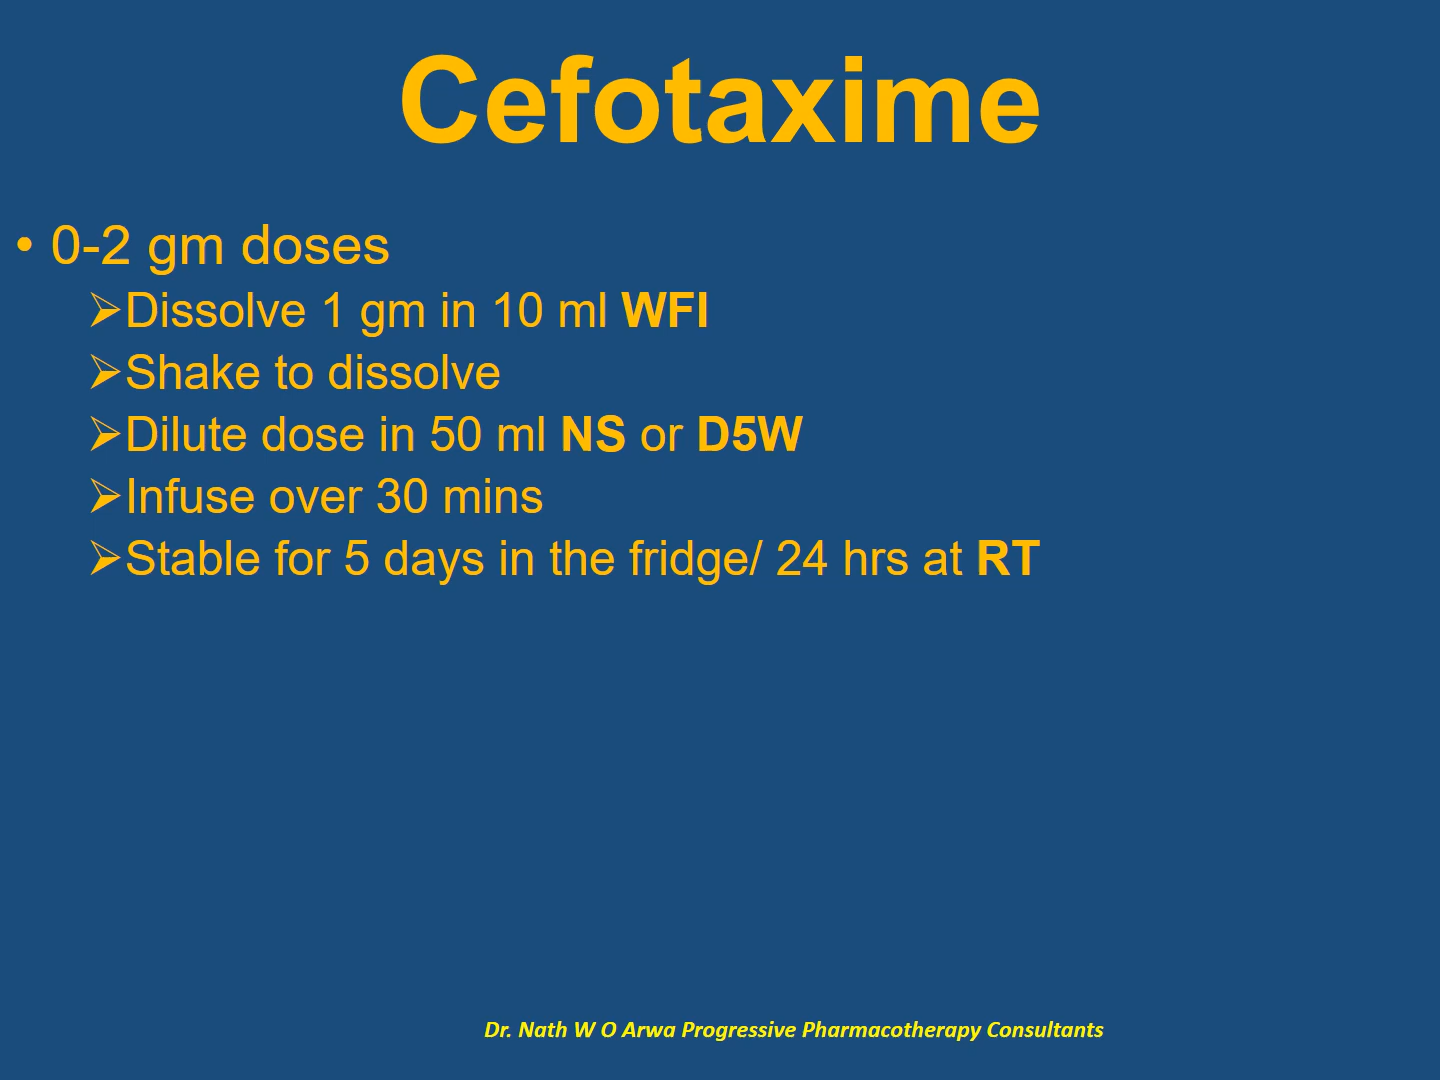 Cefotaxime
• 0-2 gm doses
➢Dissolve 1 gm in 10 ml WFI
➢Shake to dissolve
➢Dilute dose in 50 ml NS or D5W
➢Infuse over 30 mins
➢Stable for 5 days in the fridge/ 24 hrs at RT
Dr. Nath W O Arwa Progressive Pharmacotherapy Consultants